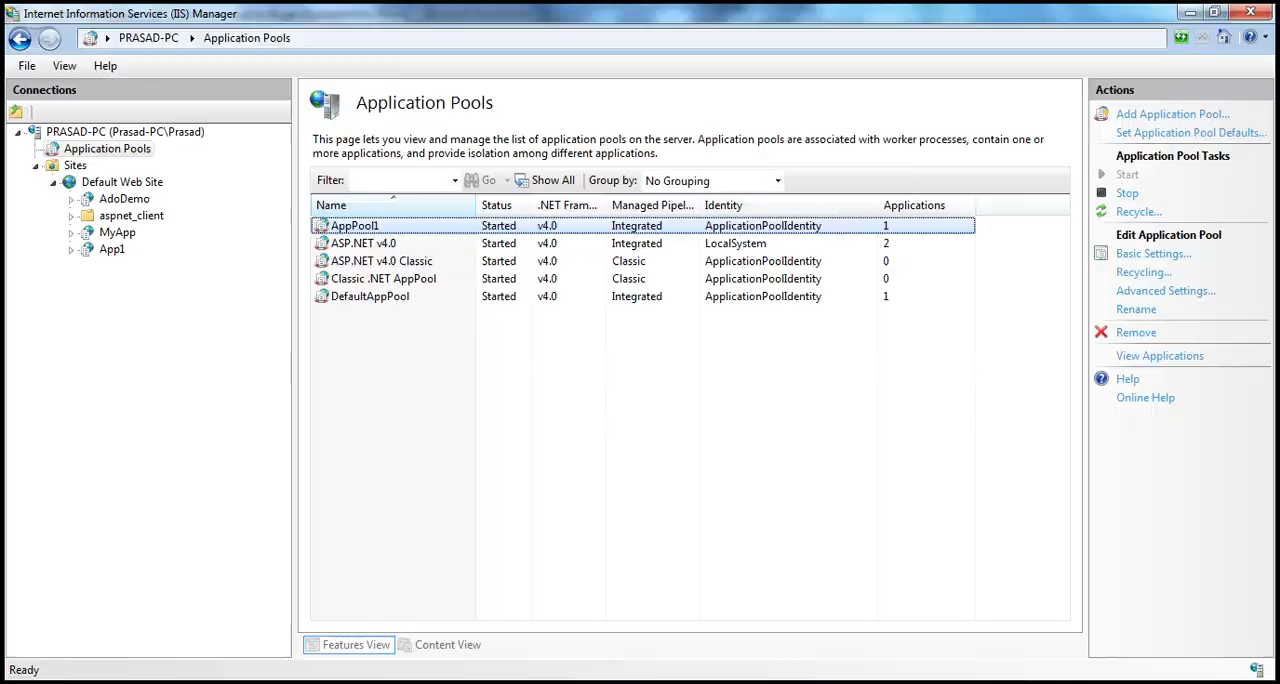 Internet Information Services (IIS) Manager
PRASAD-PC
Application Pools
File View Help
Connections
PRASAD-PC (Prasad-PC\Prasad)
Application Pools
Sites
Default Web Site
AdoDemo
aspnet_client
MyApp
App1
Application Pools
This page lets you view and manage the list of application pools on the server. Application pools are associated with worker processes, contain one or
more applications, and provide isolation among different applications.
Filter: Go Show All Group by: No Grouping
Name Status .NET Fram... Managed Pipel... Identity Applications
AppPool1 Started v4.0 Integrated ApplicationPoolIdentity 1
ASP.NET v4.0 Started v4.0 Integrated LocalSystem 2
ASP.NET v4.0 Classic Started v4.0 Classic ApplicationPoolIdentity 0
Classic .NET AppPool Started v4.0 Classic ApplicationPoolIdentity 0
DefaultAppPool Started v4.0 Integrated ApplicationPoolIdentity 1
Features View Content View
Actions
Add Application Pool...
Set Application Pool Defaults...
Application Pool Tasks
Start
Stop
Recycle...
Edit Application Pool
Basic Settings...
Recycling...
Advanced Settings...
Rename
Remove
View Applications
Help
Online Help
Ready